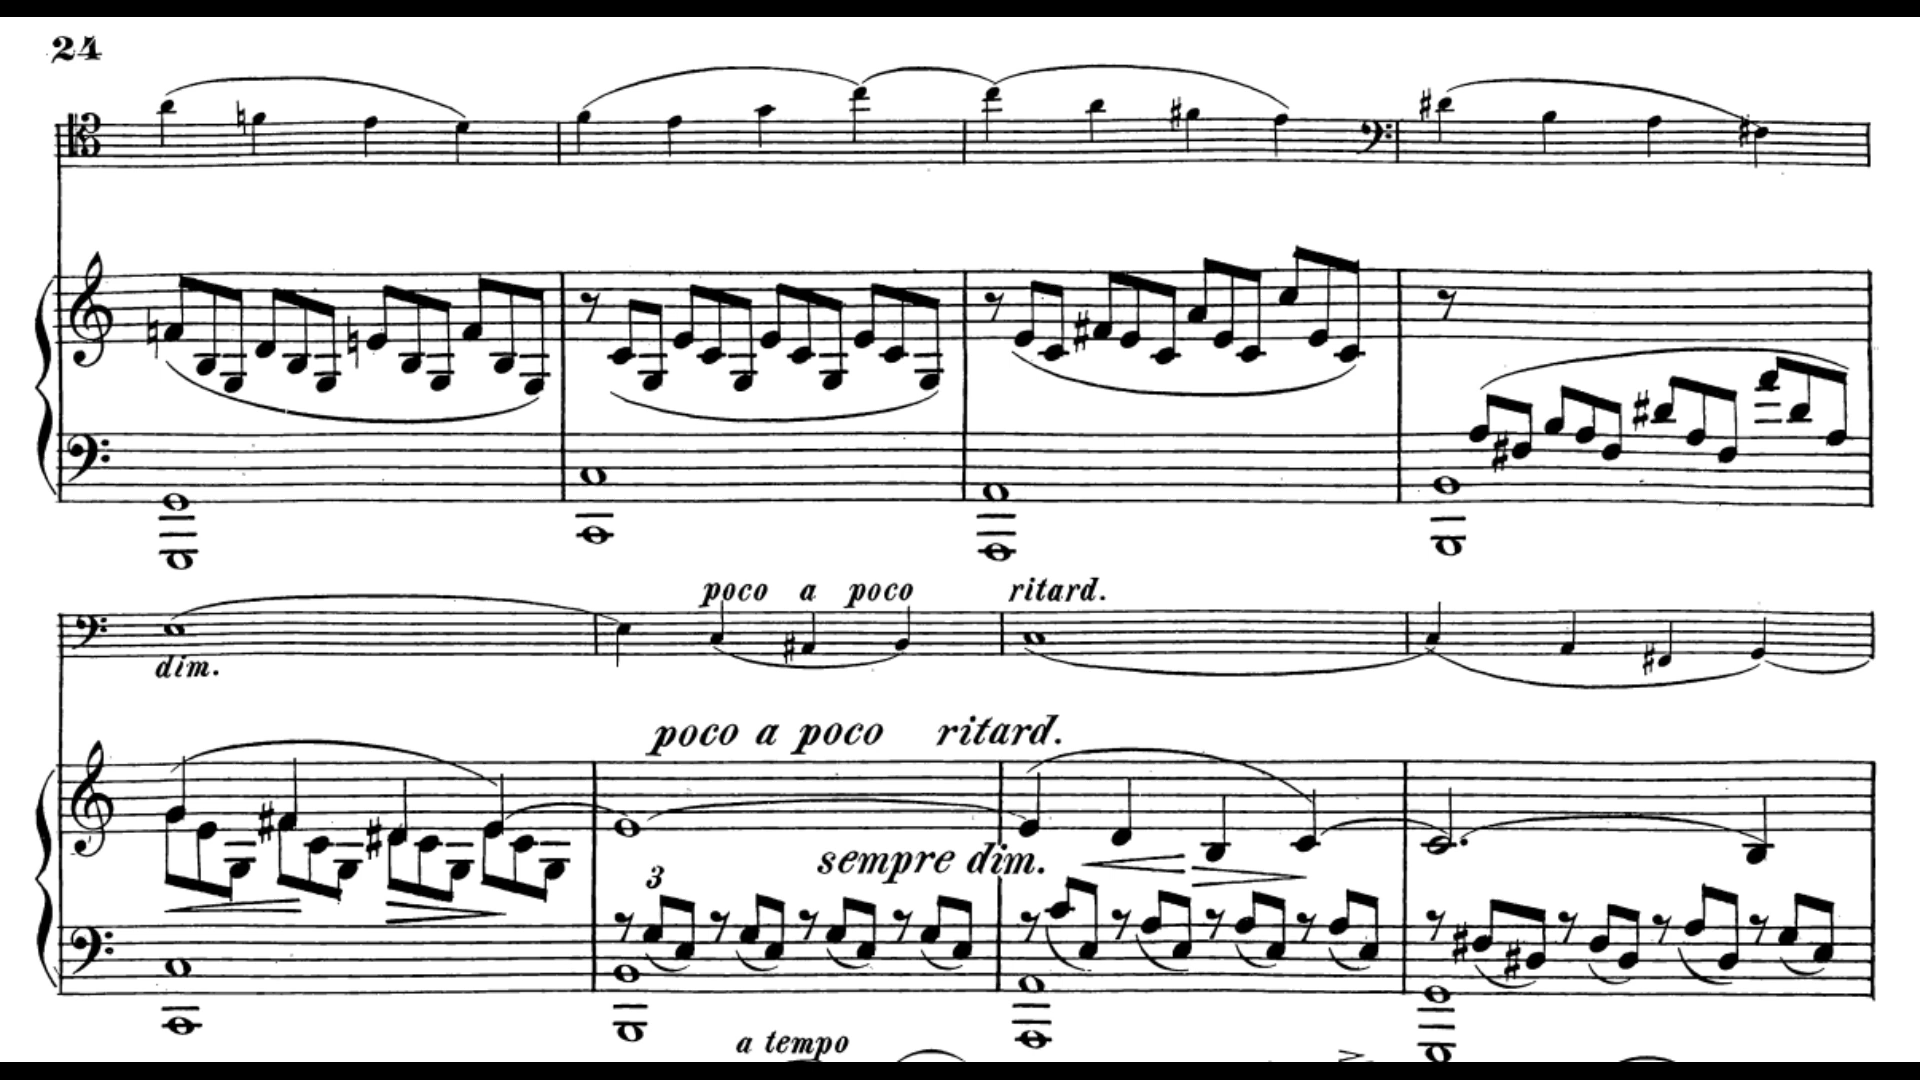 24
poco a poco ritard.
dim.
poco a poco ritard.
sempre dim.
3
a tempo